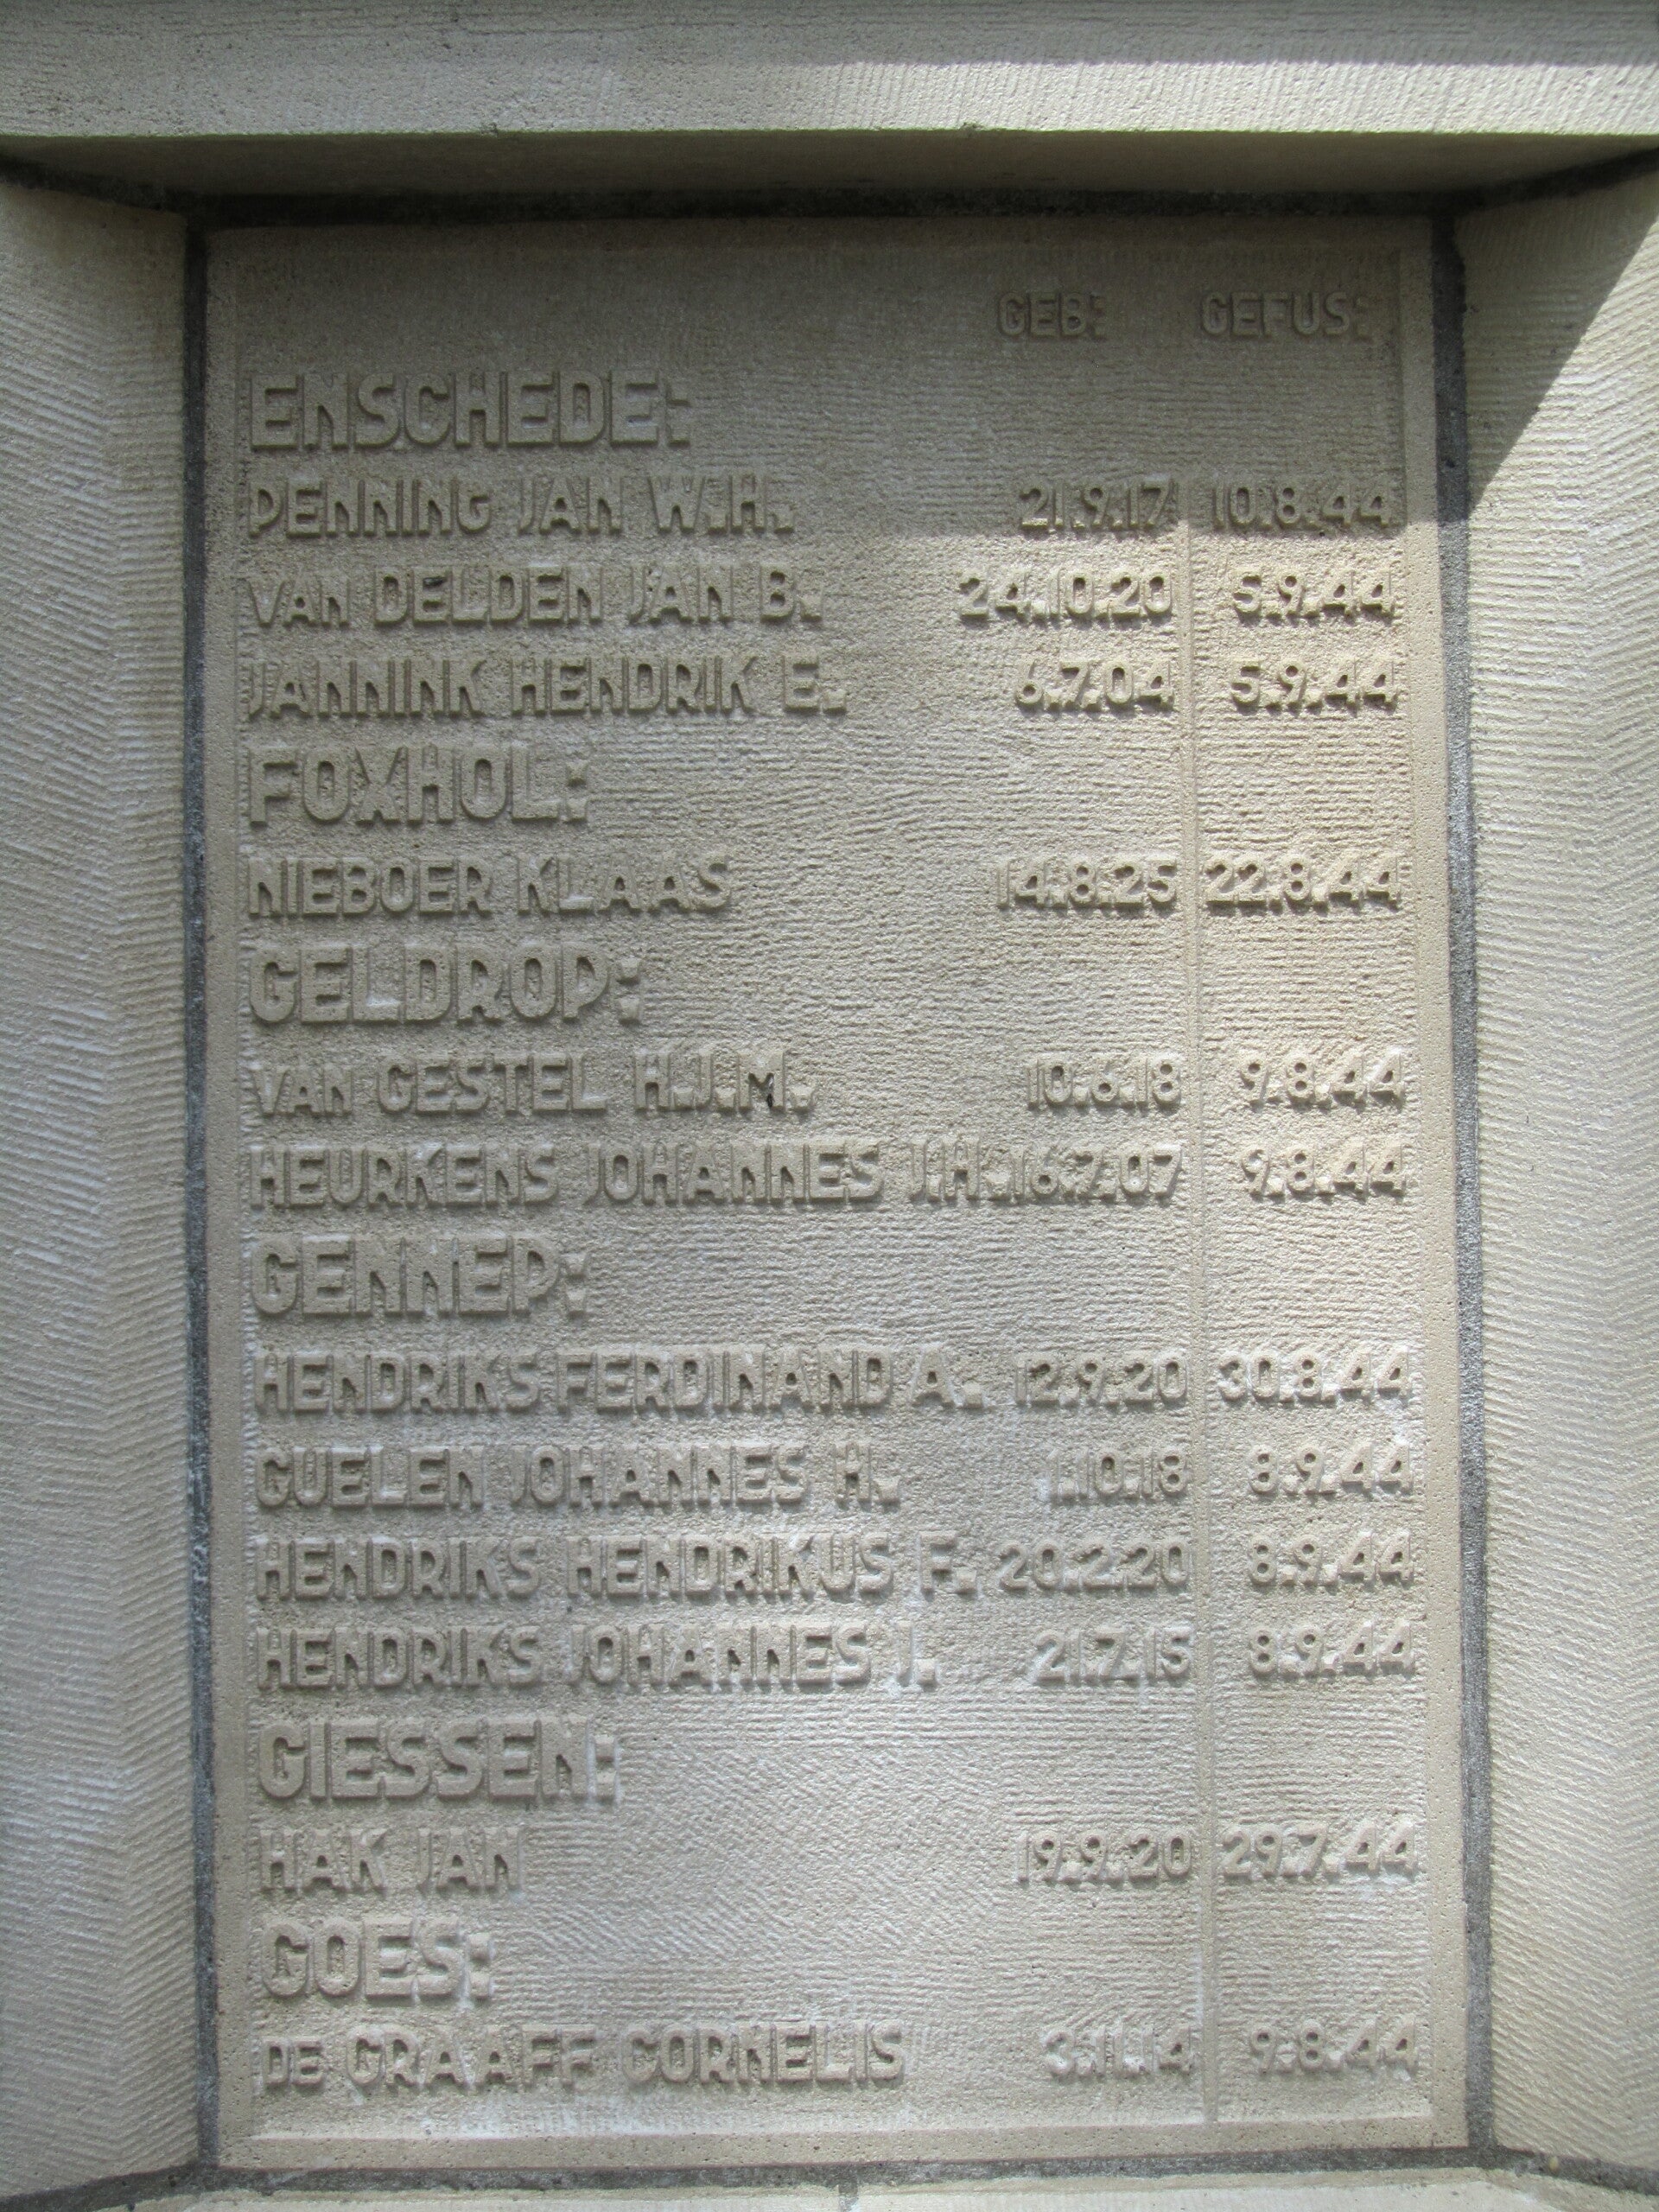 GEB: GEFUS:
ENSCHEDE:
PENNING JAN W.H. 21.9.17 10.8.44
VAN DELDEN JAN B. 24.10.20 5.9.44
JANNINK HENDRIK E. 6.7.04 5.9.44
FOXHOL:
NIEBOER KLAAS 14.8.25 22.8.44
GELDROP:
VAN GESTEL H.J.M. 10.6.18 9.8.44
HEURKENS JOHANNES J.H. 16.7.07 9.8.44
GENNEP:
HENDRIKS FERDINAND A. 12.9.20 30.8.44
GUELEN JOHANNES H. 1.10.18 8.9.44
HENDRIKS HENDRIKUS F. 20.2.20 8.9.44
HENDRIKS JOHANNES J. 21.7.15 8.9.44
GIESSEN:
HAK JAN 19.9.20 29.7.44
GOES:
DE GRAAFF CORNELIS 3.11.14 9.8.44